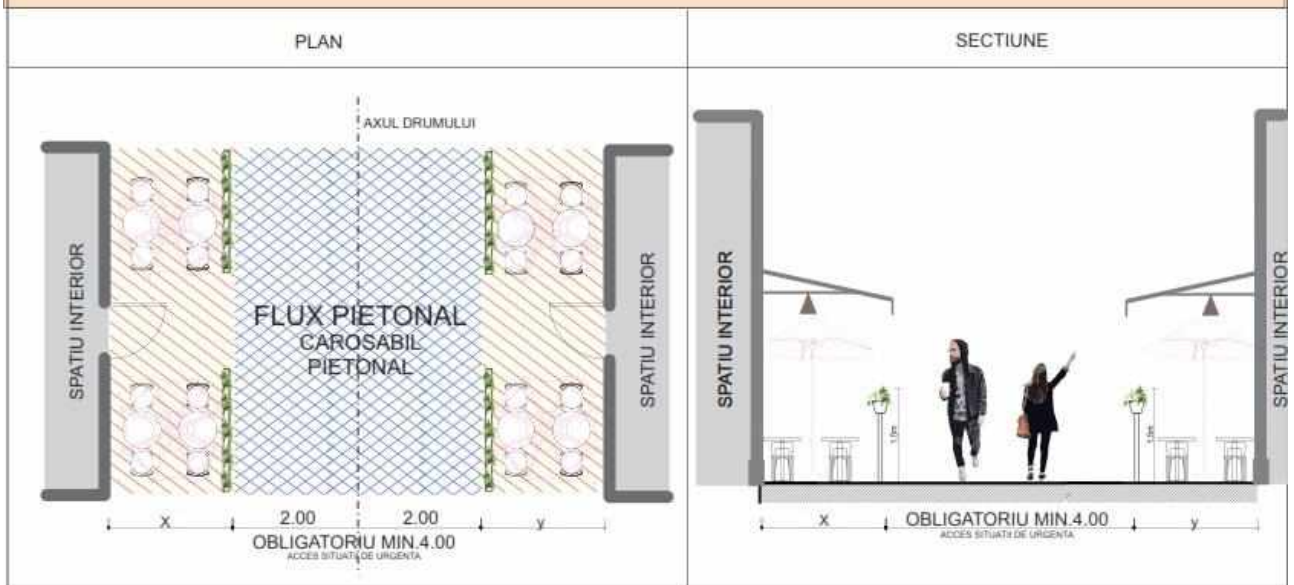 PLAN
SECTIUNE
AXUL DRUMULUI
SPATIU INTERIOR
FLUX PIETONAL
CAROSABIL
PIETONAL
SPATIU INTERIOR
X
2.00
2.00
y
OBLIGATORIU MIN.4.00
ACCES SITUATII DE URGENTA
SPATIU INTERIOR
SPATIU INTERIOR
X
OBLIGATORIU MIN.4.00
y
ACCES SITUATII DE URGENTA